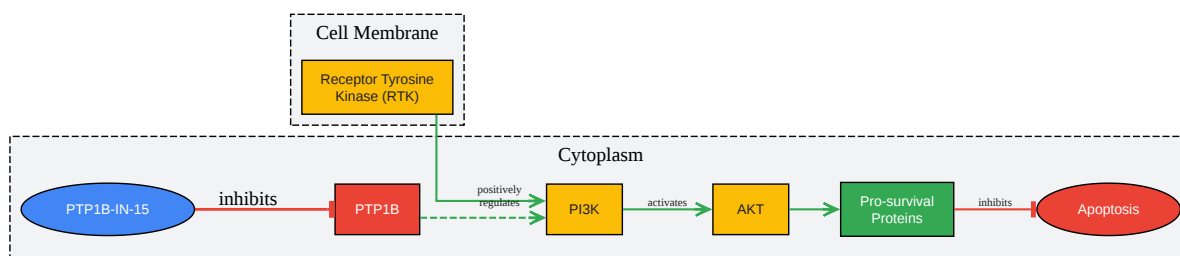 Cell Membrane
Receptor Tyrosine
Kinase (RTK)
Cytoplasm
PTP1B-IN-15
inhibits
PTP1B
positively
regulates
PI3K
activates
AKT
Pro-survival
Proteins
inhibits
Apoptosis